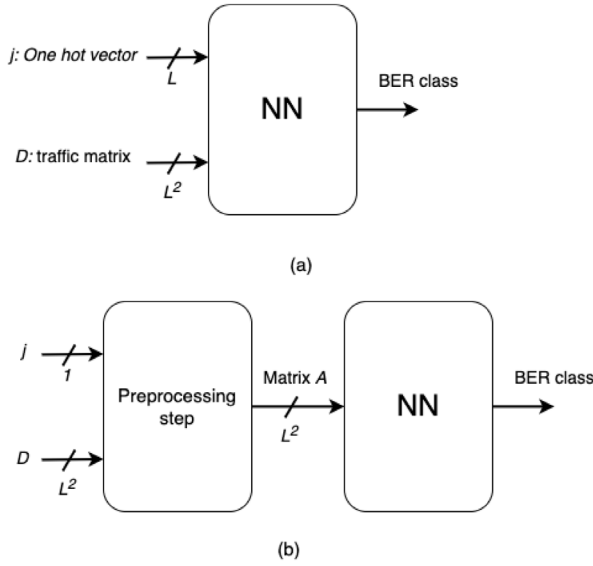 j: One hot vector
L
NN
BER class
D: traffic matrix
L²
(a)
j
1
Preprocessing
step
Matrix A
L²
NN
BER class
D
L²
(b)